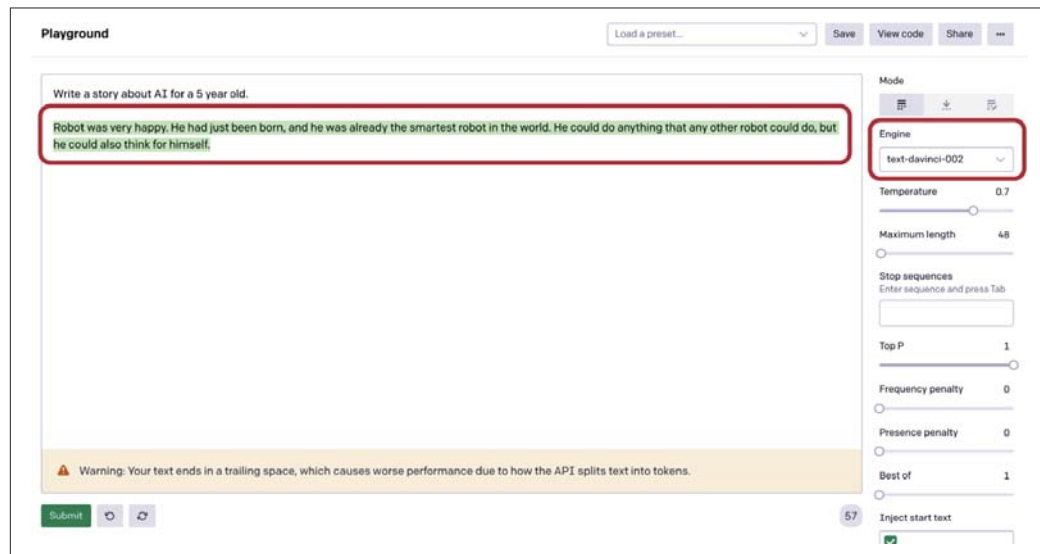 Playground
Load a preset...
Save
View code
Share
Write a story about AI for a 5 year old.
Robot was very happy. He had just been born, and he was already the smartest robot in the world. He could do anything that any other robot could do, but
he could also think for himself.
Warning: Your text ends in a trailing space, which causes worse performance due to how the API splits text into tokens.
Submit
57
Mode
Engine
text-davinci-002
Temperature 0.7
Maximum length 48
Stop sequences
Enter sequence and press Tab
Top P 1
Frequency penalty 0
Presence penalty 0
Best of 1
Inject start text